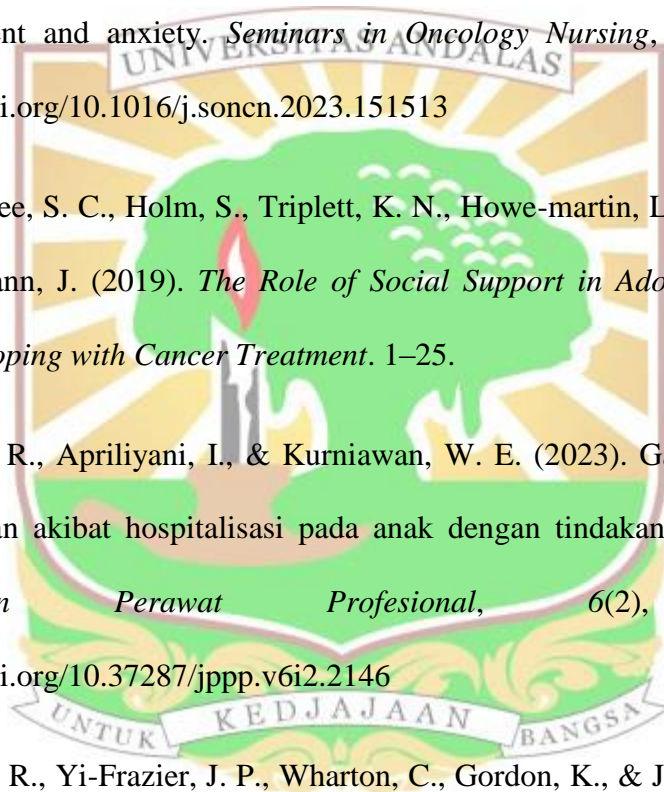 ent and anxiety. Seminars in Oncology Nursing,
UNIVERSITAS ANDALAS
i.org/10.1016/j.soncn.2023.151513
ee, S. C., Holm, S., Triplett, K. N., Howe-martin, L
ann, J. (2019). The Role of Social Support in Ado
oping with Cancer Treatment. 1–25.
R., Apriliyani, I., & Kurniawan, W. E. (2023). G
an akibat hospitalisasi pada anak dengan tindakan
n Perawat Profesional, 6(2),
i.org/10.37287/jppp.v6i2.2146
UNTUK KEDJAJAAN BANGSA
R., Yi-Frazier, J. P., Wharton, C., Gordon, K., & J